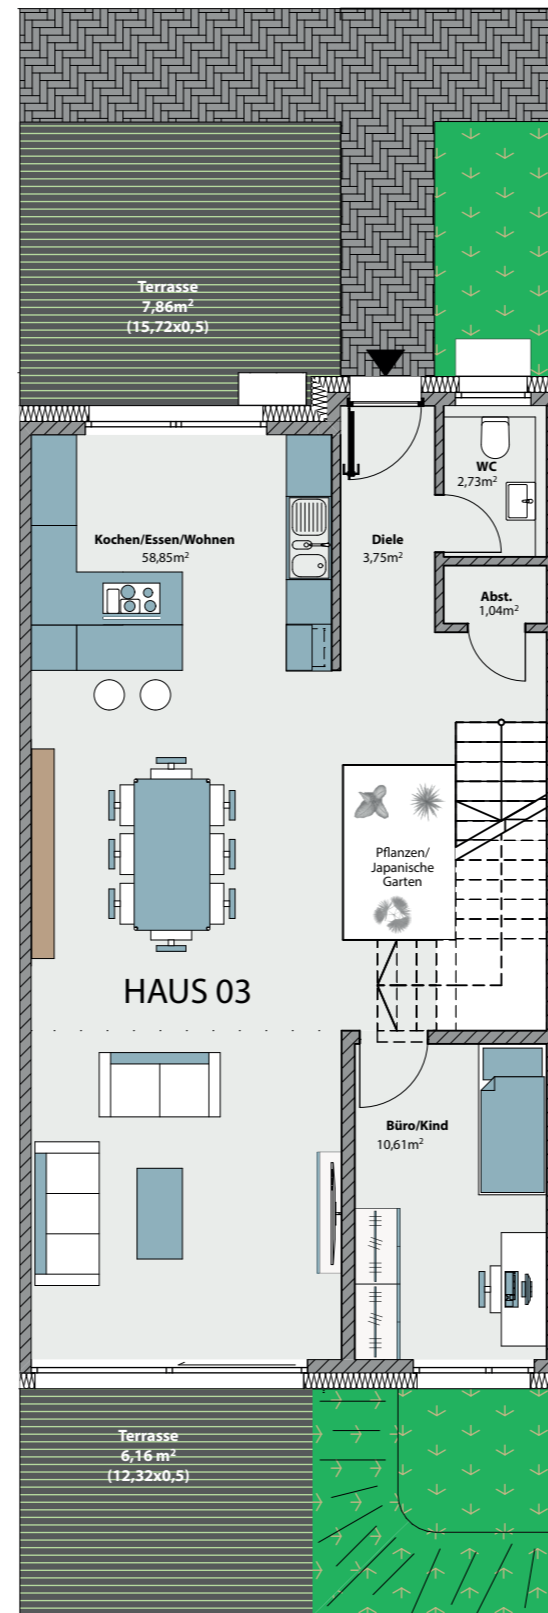 Terrasse
7,86m²
(15,72x0,5)
WC
2,73m²
Kochen/Essen/Wohnen
58,85m²
Diele
3,75m²
Abst.
1,04m²
Pflanzen/
Japanische
Garten
HAUS 03
Büro/Kind
10,61m²
Terrasse
6,16 m²
(12,32x0,5)